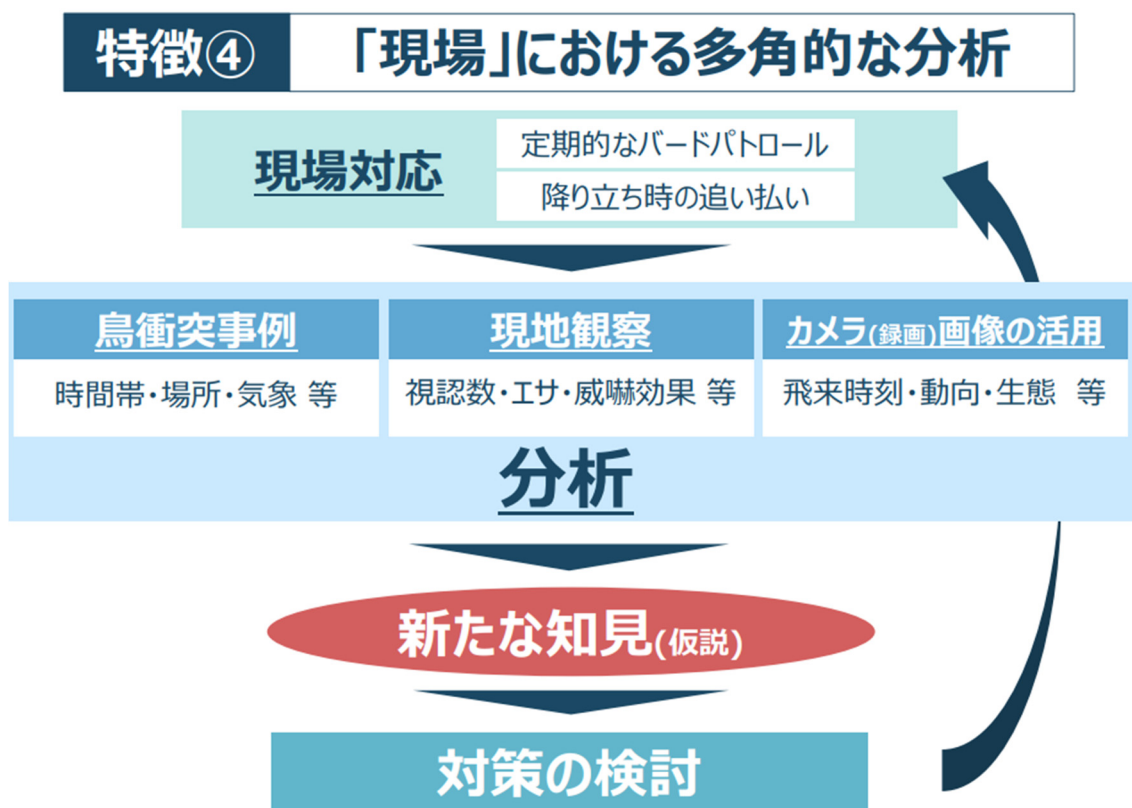 特徴④ 「現場」における多角的な分析
現場対応
定期的なバードパトロール
降り立ち時の追い払い
鳥衝突事例
時間帯・場所・気象 等
現地観察
視認数・エサ・威嚇効果 等
カメラ(録画)画像の活用
飛来時刻・動向・生態 等
分析
新たな知見(仮説)
対策の検討